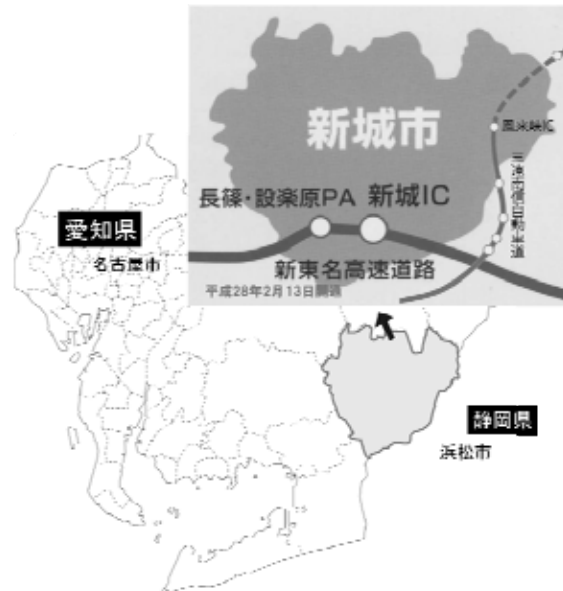 新城市
鳳来峡IC
長篠・設楽原PA 新城IC
三遠南信自動車道
新東名高速道路
平成28年2月13日開通
愛知県
名古屋市
静岡県
浜松市